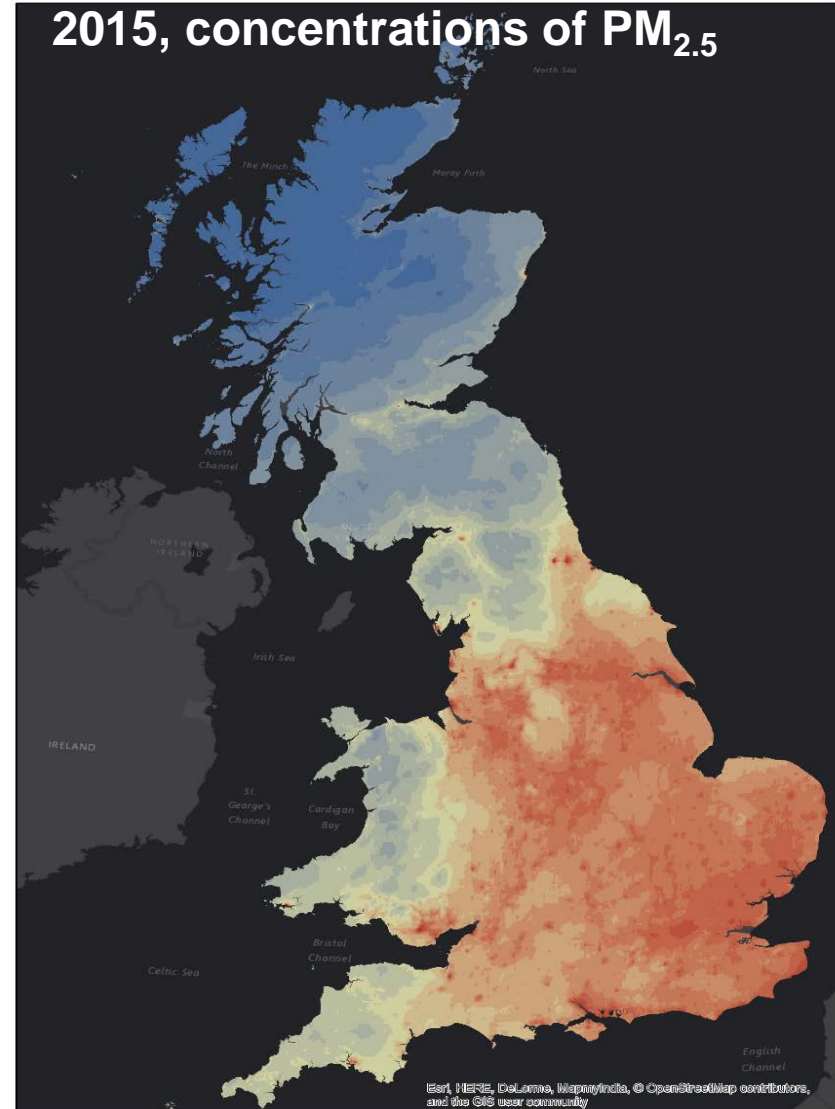 2015, concentrations of PM2.5
North Sea
The Minch
Moray Firth
North
Channel
NORTHERN
IRELAND
Irish Sea
IRELAND
St.
George's
Channel
Cardigan
Bay
Bristol
Channel
Celtic Sea
English
Channel
Esri, HERE, DeLorme, MapmyIndia, © OpenStreetMap contributors,
and the GIS user community